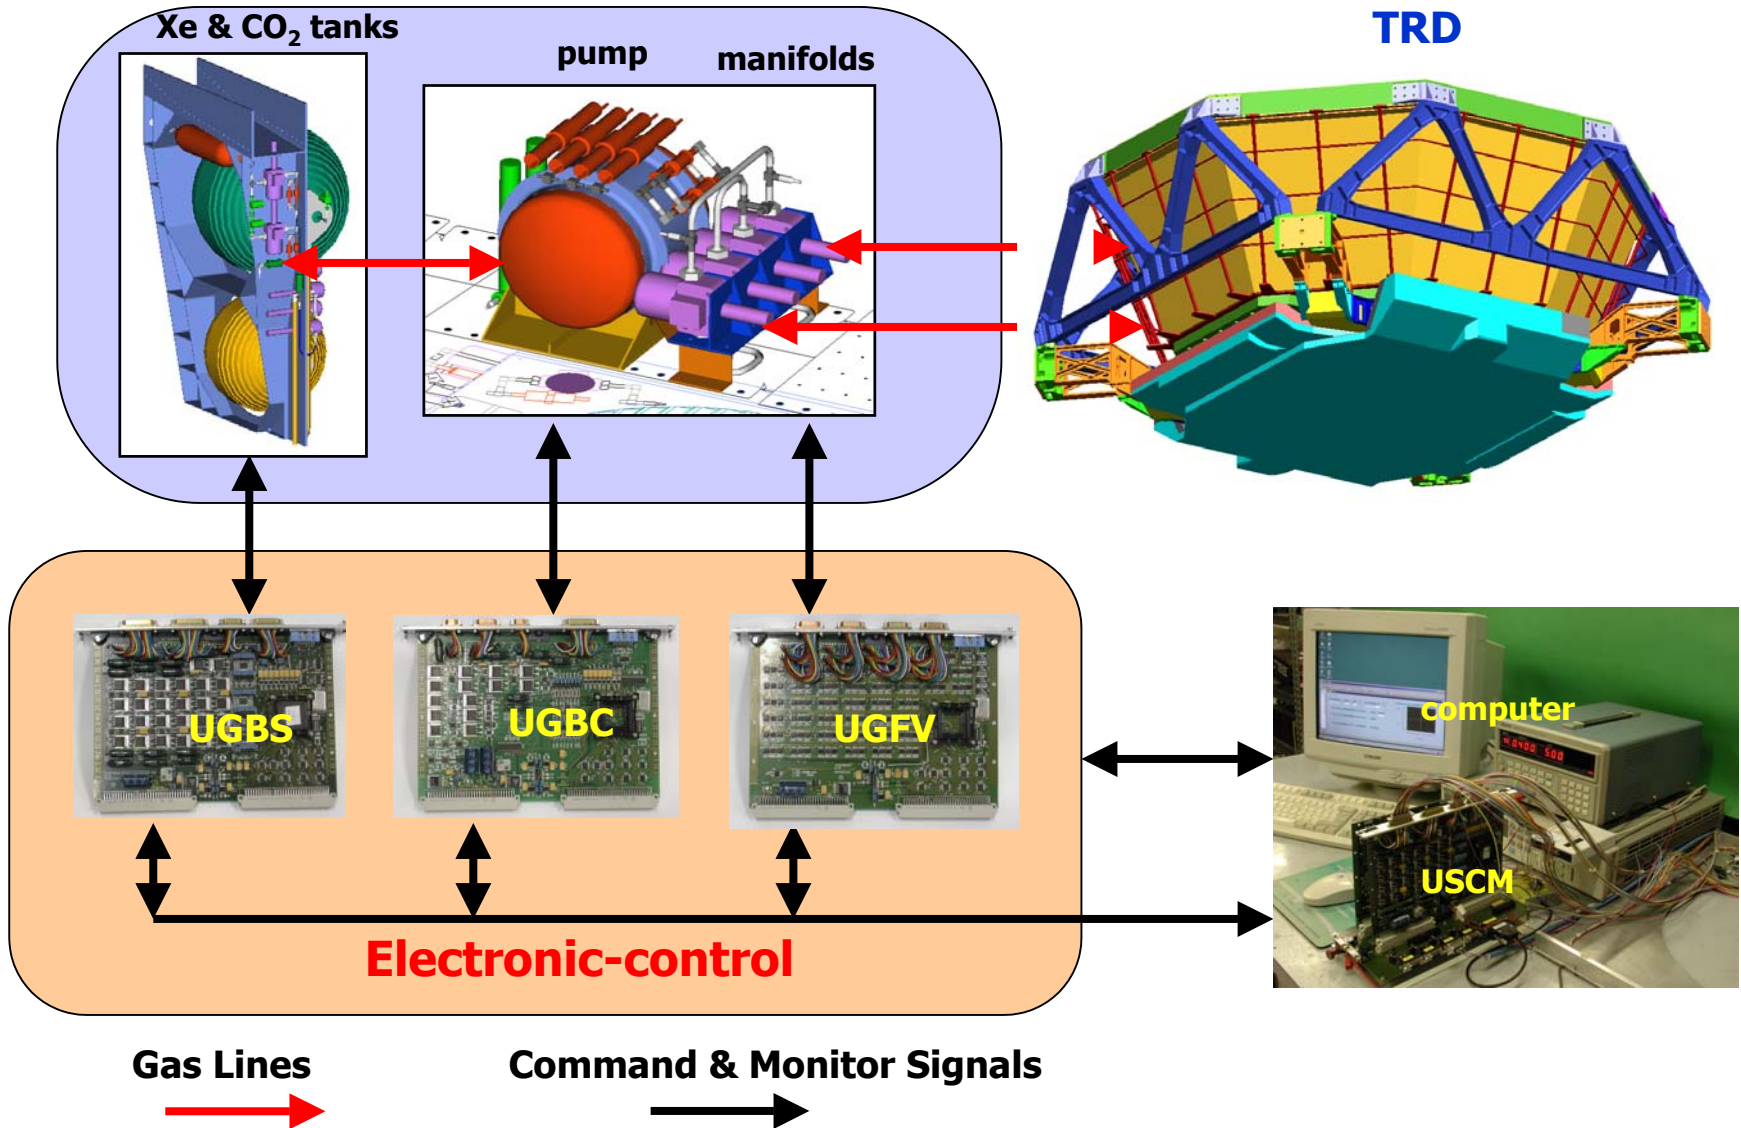 Xe & CO2 tanks
pump
manifolds
TRD
UGBS
UGBC
UGFV
computer
USCM
Electronic-control
Gas Lines
Command & Monitor Signals